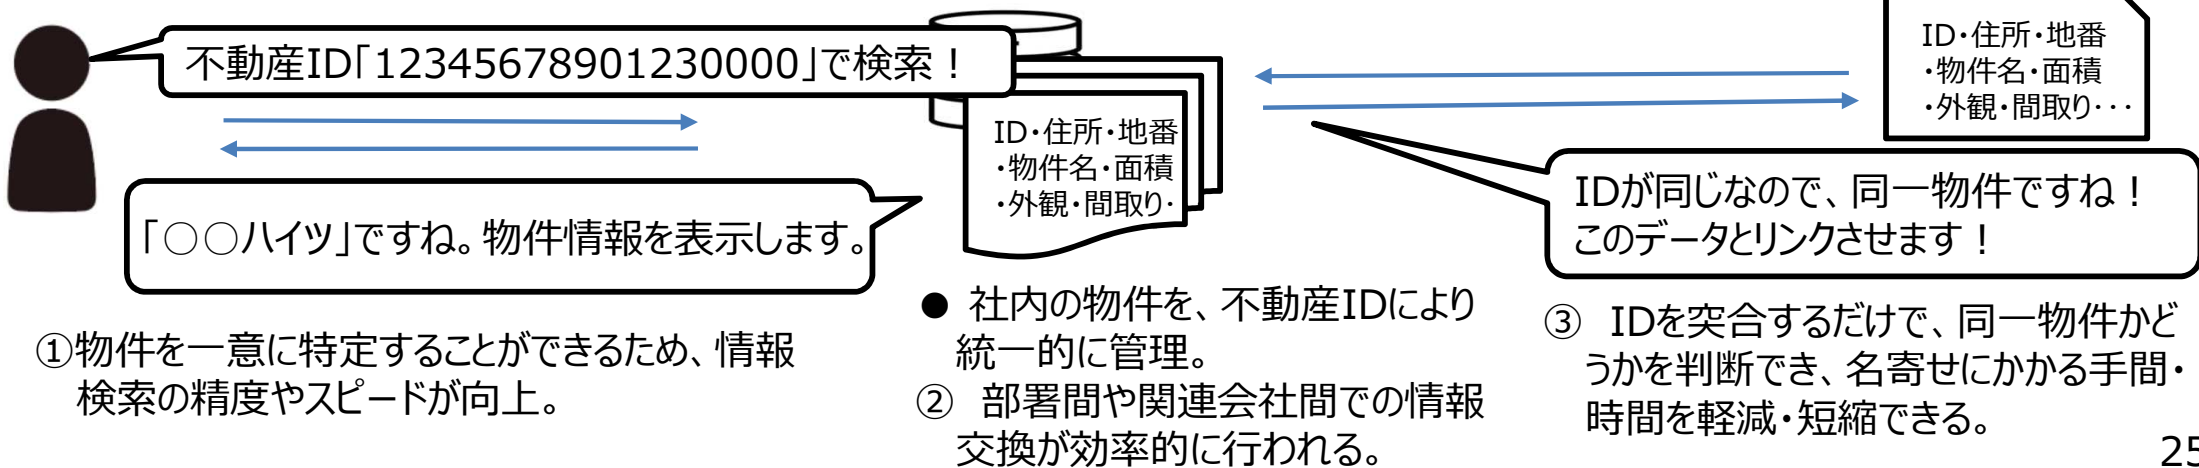 不動産ID「12345678901230000」で検索！
「○○ハイツ」ですね。物件情報を表示します。
①物件を一意に特定することができるため、情報
検索の精度やスピードが向上。
ID・住所・地番
・物件名・面積
・外観・間取り・
● 社内の物件を、不動産IDにより
統一的に管理。
② 部署間や関連会社間での情報
交換が効率的に行われる。
ID・住所・地番
・物件名・面積
・外観・間取り・・・
IDが同じなので、同一物件ですね！
このデータとリンクさせます！
③ IDを突合するだけで、同一物件かど
うかを判断でき、名寄せにかかる手間・
時間を軽減・短縮できる。
25